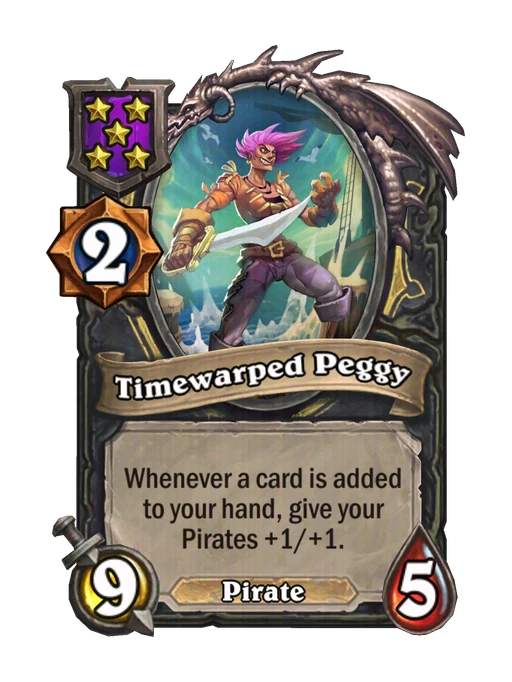 2
Timewarped Peggy
Whenever a card is added
to your hand, give your
Pirates +1/+1.
9
Pirate
5